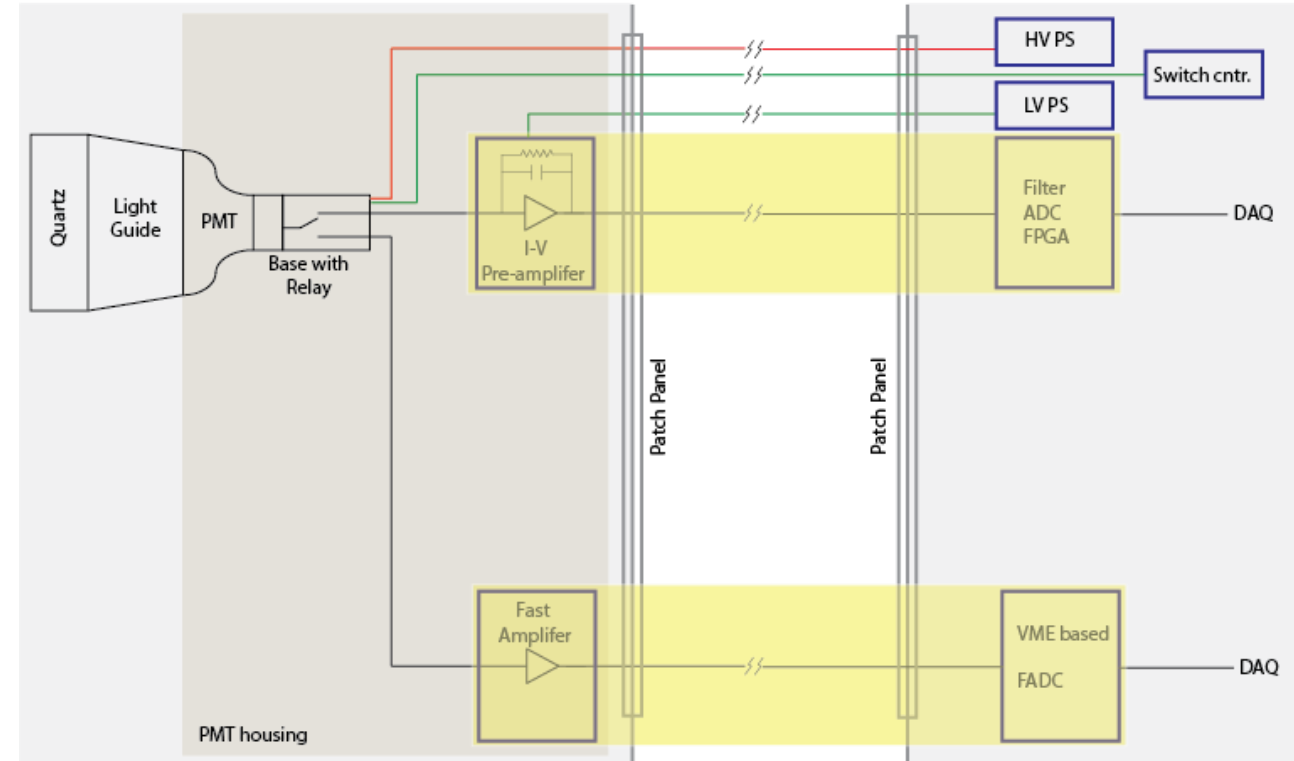 HV PS
Switch cntr.
LV PS
Quartz
Light
Guide
PMT
Base with
Relay
I-V
Pre-amplifer
Filter
ADC
FPGA
DAQ
Patch Panel
Patch Panel
Fast
Amplifer
VME based
FADC
DAQ
PMT housing